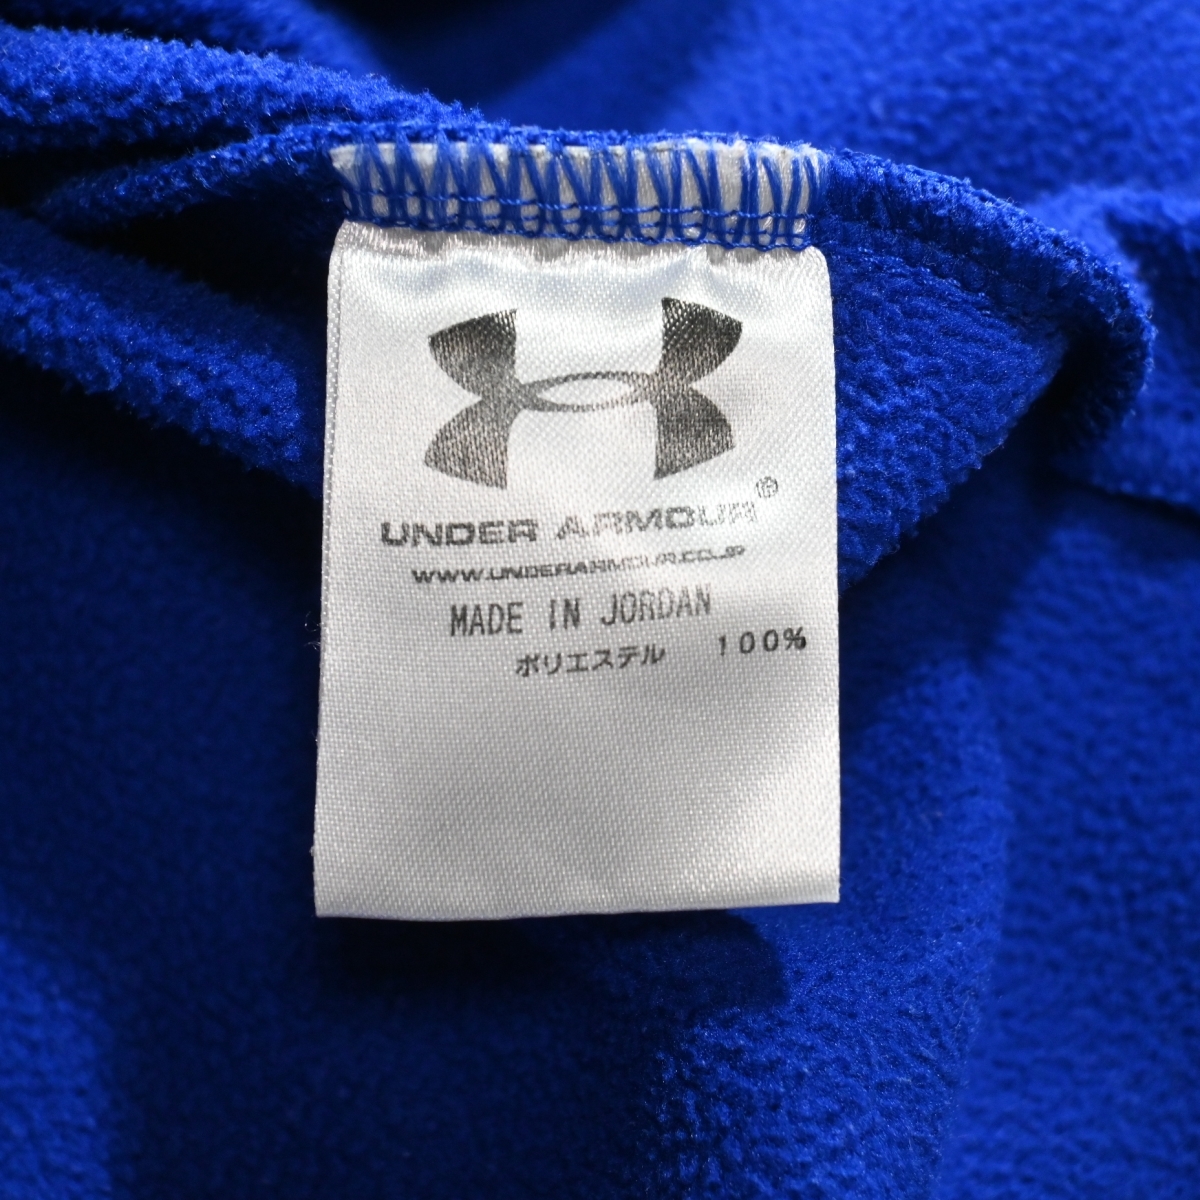 UNDER ARMOUR®
WWW.UNDERARMOUR.CO.JP
MADE IN JORDAN
ポリエステル 100%